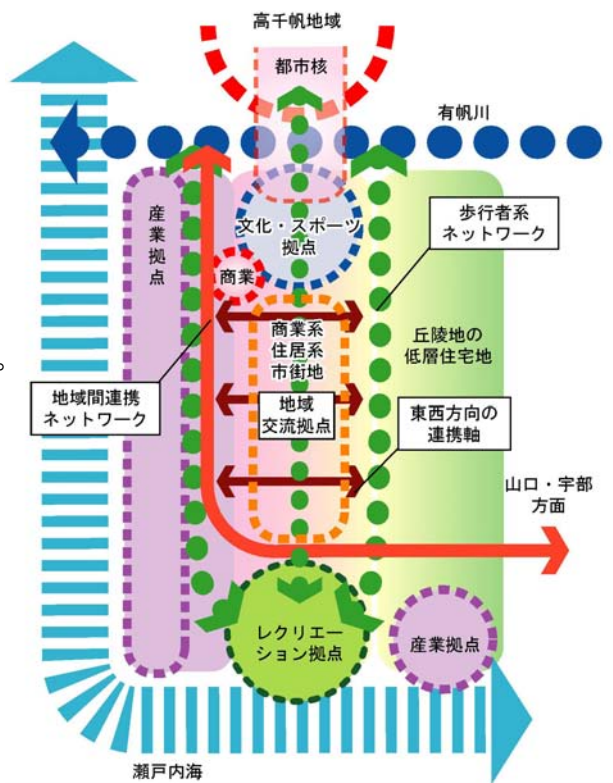 高千帆地域
都市核
有帆川
産業拠点
文化・スポーツ
拠点
歩行者系
ネットワーク
商業
商業系
住居系
市街地
丘陵地の
低層住宅地
。
地域間連携
ネットワーク
地域
交流拠点
東西方向の
連携軸
山口・宇部
方面
レクリエー
ション拠点
産業拠点
瀬戸内海